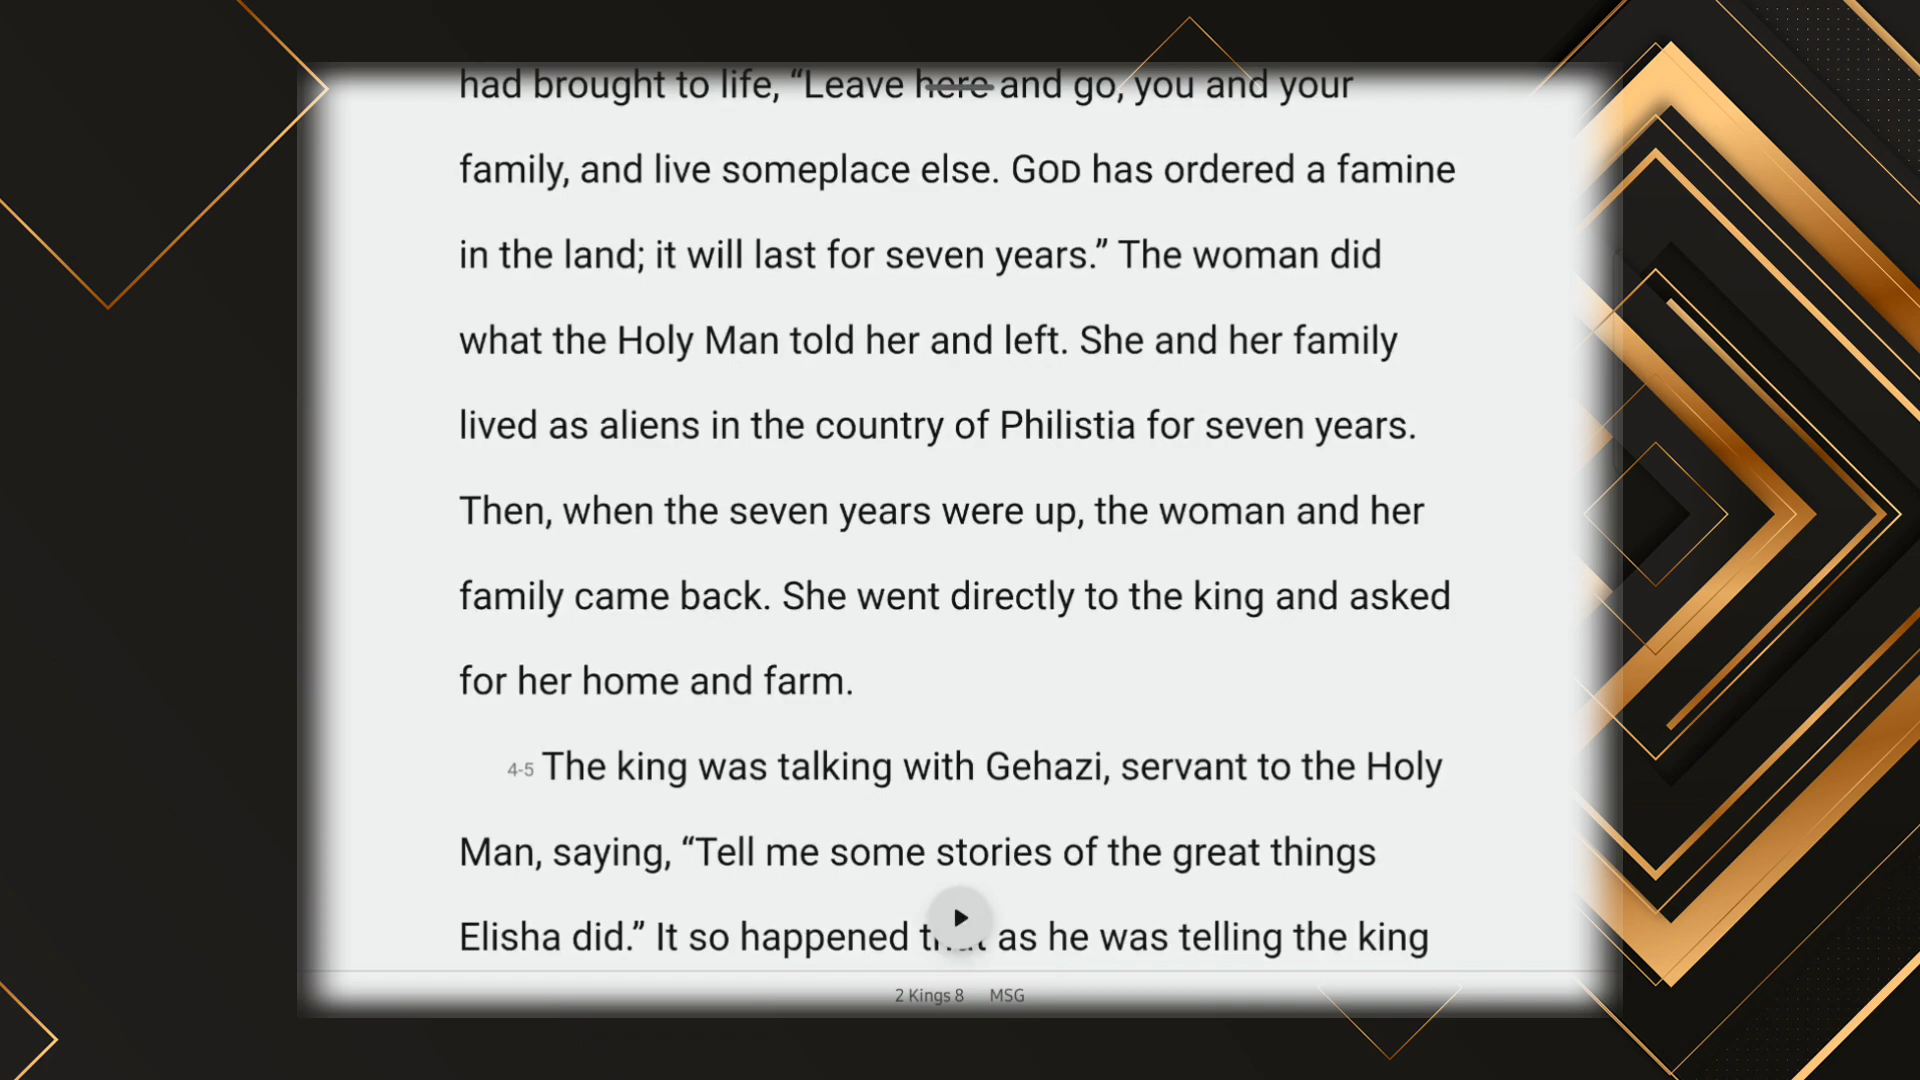 had brought to life, “Leave here and go, you and your
family, and live someplace else. GOD has ordered a famine
in the land; it will last for seven years.” The woman did
what the Holy Man told her and left. She and her family
lived as aliens in the country of Philistia for seven years.
Then, when the seven years were up, the woman and her
family came back. She went directly to the king and asked
for her home and farm.
4-5 The king was talking with Gehazi, servant to the Holy
Man, saying, “Tell me some stories of the great things
Elisha did.” It so happened that as he was telling the king
2 Kings 8 MSG